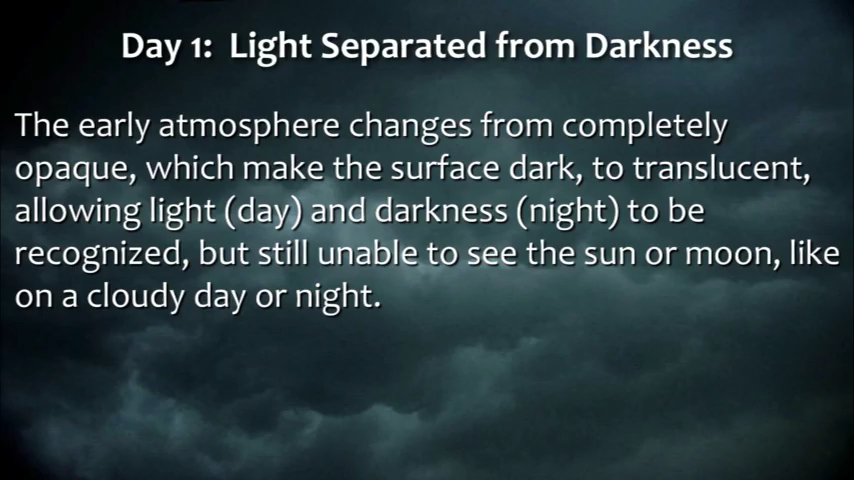 Day 1:  Light Separated from Darkness
The early atmosphere changes from completely
opaque, which make the surface dark, to translucent,
allowing light (day) and darkness (night) to be
recognized, but still unable to see the sun or moon, like
on a cloudy day or night.